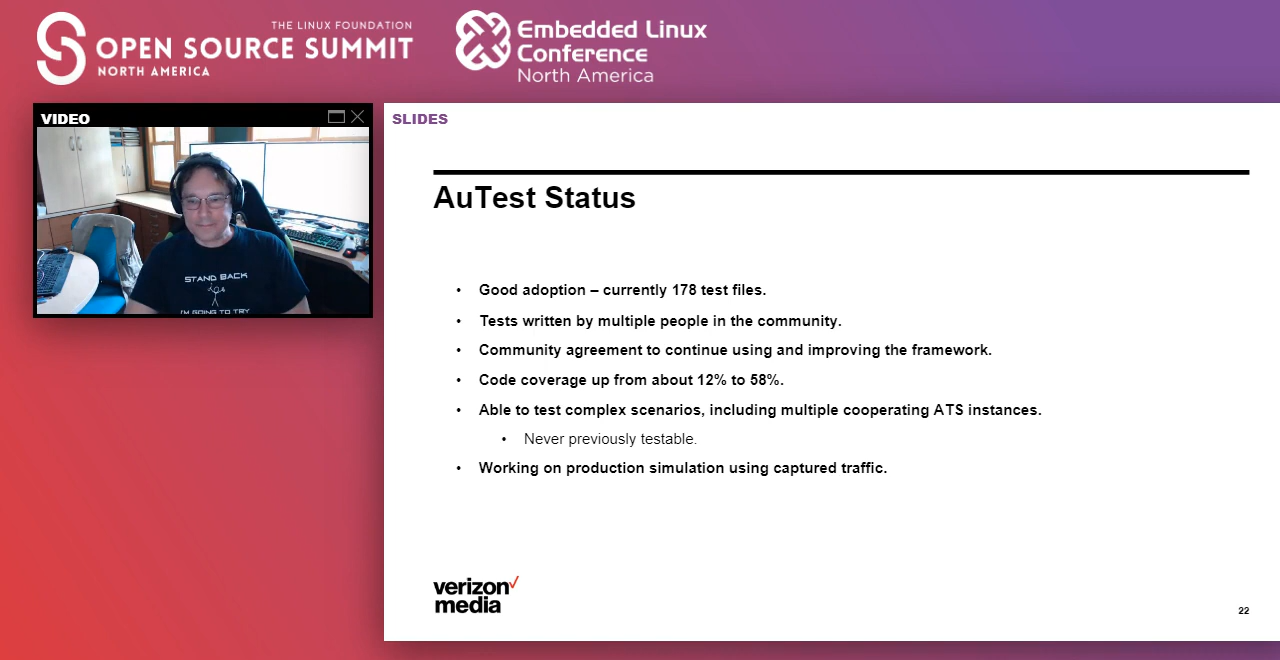 THE LINUX FOUNDATION
OPEN SOURCE SUMMIT
NORTH AMERICA
Embedded Linux
Conference
North America
VIDEO
STAND BACK
I'M GOING TO TRY
SLIDES
AuTest Status
• Good adoption – currently 178 test files.
• Tests written by multiple people in the community.
• Community agreement to continue using and improving the framework.
• Code coverage up from about 12% to 58%.
• Able to test complex scenarios, including multiple cooperating ATS instances.
• Never previously testable.
• Working on production simulation using captured traffic.
verizon✓
media
22